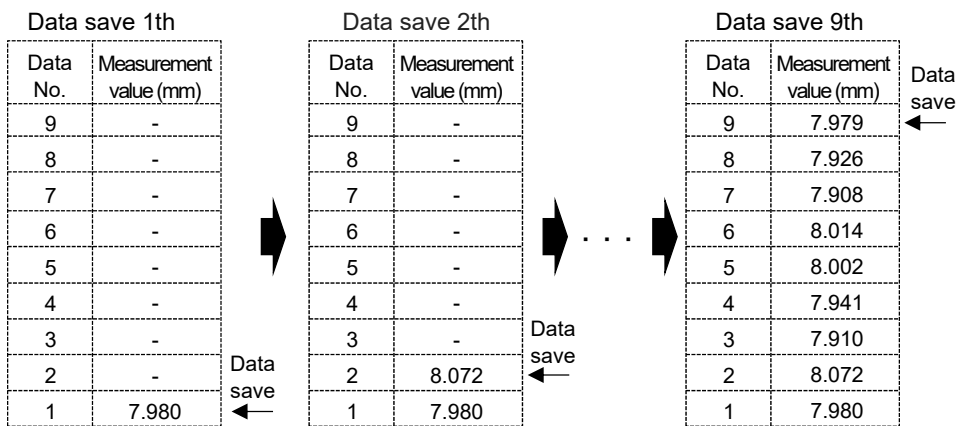 Data save 1th
Data No. Measurement value (mm)
9 -
8 -
7 -
6 -
5 -
4 -
3 -
2 -
1 7.980
Data save
Data save 2th
Data No. Measurement value (mm)
9 -
8 -
7 -
6 -
5 -
4 -
3 -
2 8.072
1 7.980
Data save
. . .
Data save 9th
Data No. Measurement value (mm)
9 7.979
8 7.926
7 7.908
6 8.014
5 8.002
4 7.941
3 7.910
2 8.072
1 7.980
Data save